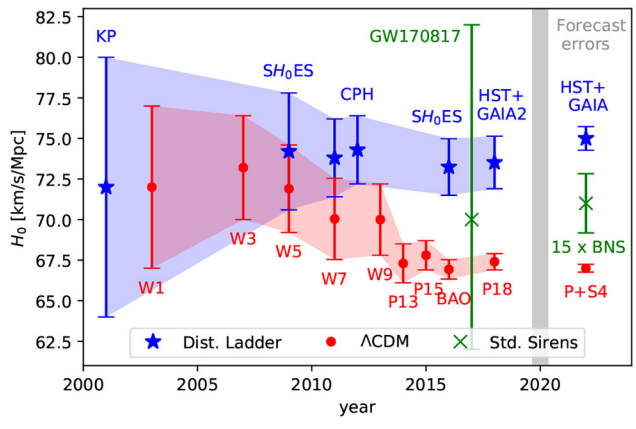 82.5
80.0
77.5
75.0
72.5
70.0
67.5
65.0
62.5
H₀ [km/s/Mpc]
KP
SH₀ES
CPH
GW170817
SH₀ES
HST+
GAIA2
Forecast
errors
HST+
GAIA
W1
W3
W5
W7
W9
P13
P15
BAO
P18
15 x BNS
P+S4
Dist. Ladder
ΛCDM
Std. Sirens
2000
2005
2010
2015
2020
year